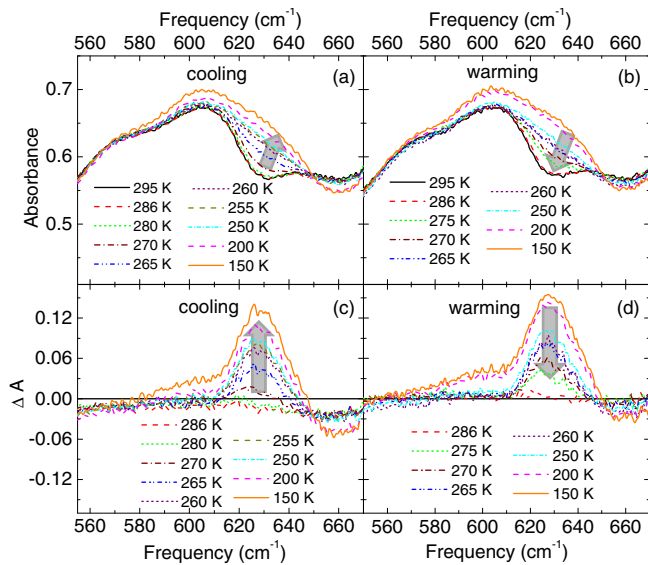 Frequency (cm⁻¹) Frequency (cm⁻¹)
560 580 600 620 640 660 560 580 600 620 640 660
cooling (a) warming (b)
0.7
0.6
0.5
Absorbance
295 K 260 K
286 K 255 K
280 K 250 K
270 K 200 K
265 K 150 K
295 K 260 K
286 K 250 K
275 K 200 K
270 K 150 K
265 K
cooling (c) warming (d)
0.12
0.06
0.00
-0.06
-0.12
Δ A
286 K 255 K
280 K 250 K
270 K 200 K
265 K 150 K
260 K
286 K 260 K
275 K 250 K
270 K 200 K
265 K 150 K
560 580 600 620 640 660 560 580 600 620 640 660
Frequency (cm⁻¹) Frequency (cm⁻¹)